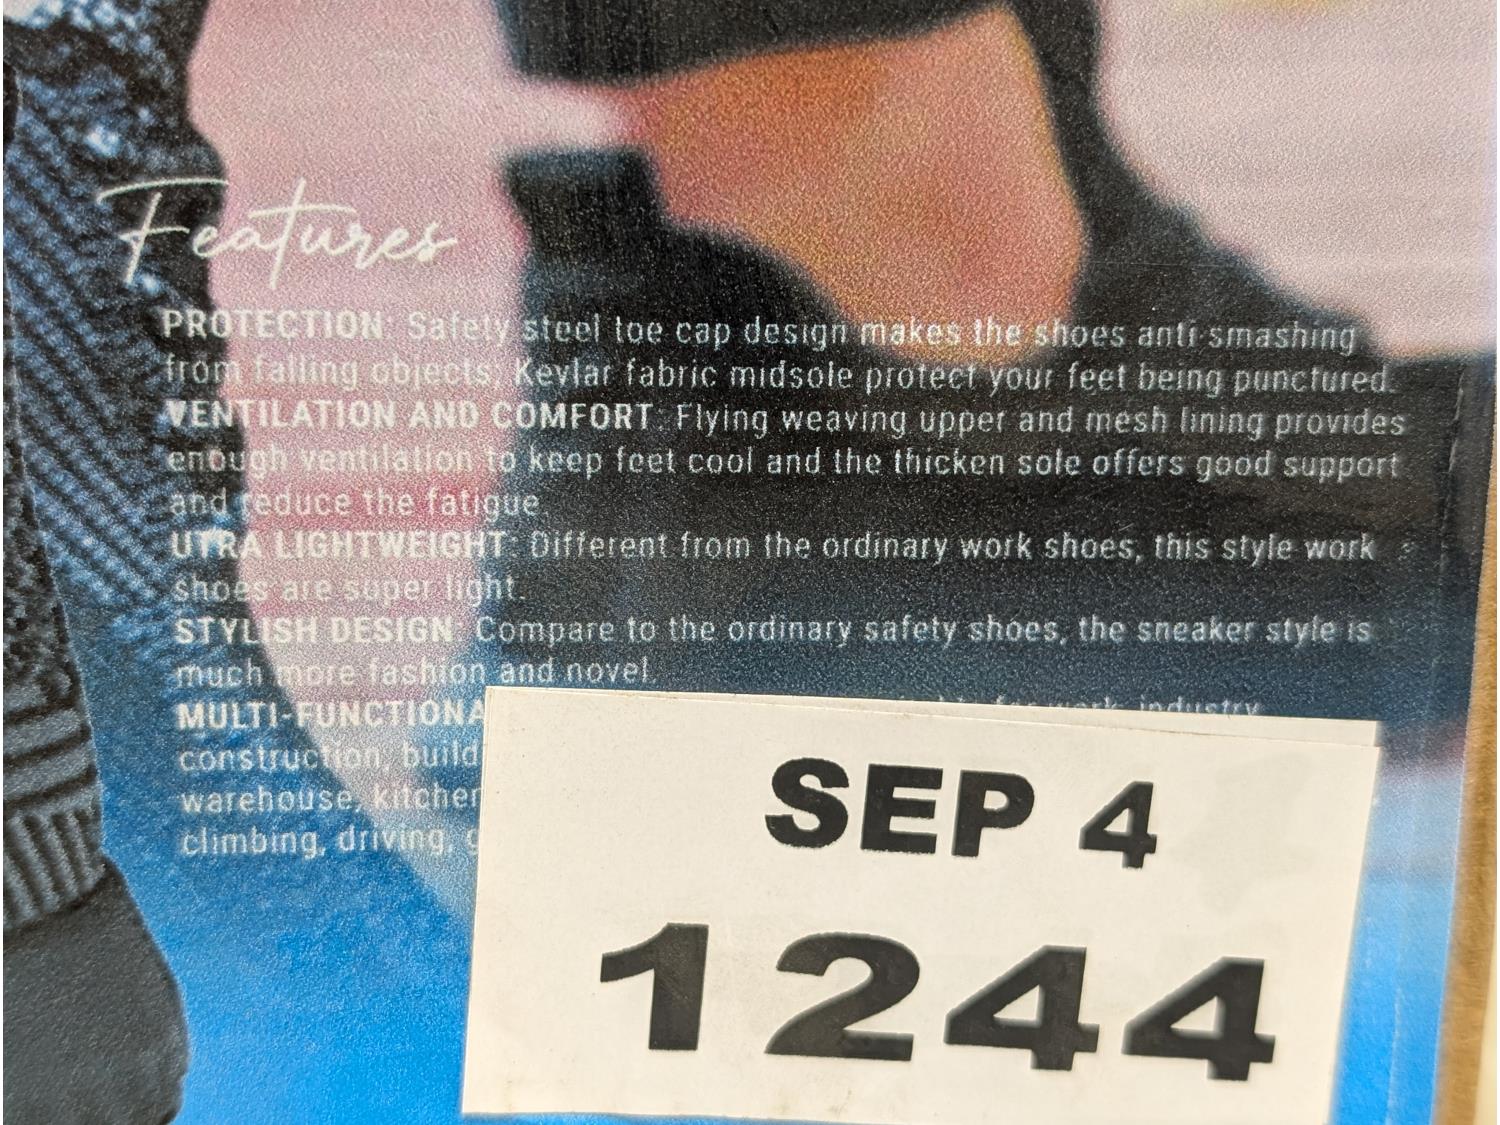 Features
PROTECTION: Safety steel toe cap design makes the shoes anti-smashing
from falling objects, Kevlar fabric midsole protect your feet being punctured.
VENTILATION AND COMFORT: Flying weaving upper and mesh lining provides
enough ventilation to keep feet cool and the thicken sole offers good support
and reduce the fatigue.
UTRA LIGHTWEIGHT: Different from the ordinary work shoes, this style work
shoes are super light.
STYLISH DESIGN: Compare to the ordinary safety shoes, the sneaker style is
much more fashion and novel.
MULTI-FUNCTIONA for work, industry,
construction, build
warehouse, kitchen
climbing, driving,
SEP 4
1244